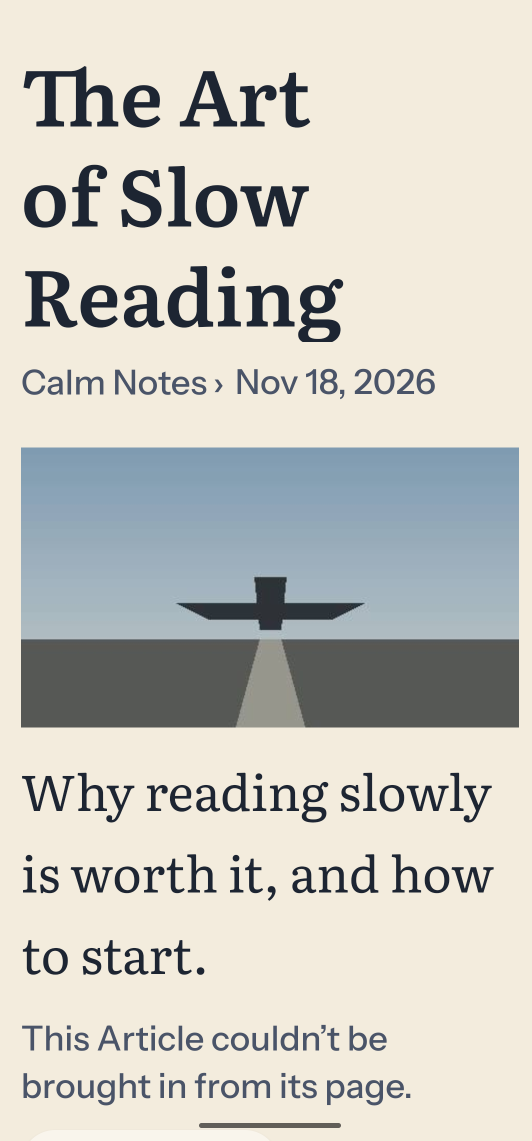 The Art
of Slow
Reading
Calm Notes › Nov 18, 2026
Why reading slowly
is worth it, and how
to start.
This Article couldn’t be
brought in from its page.